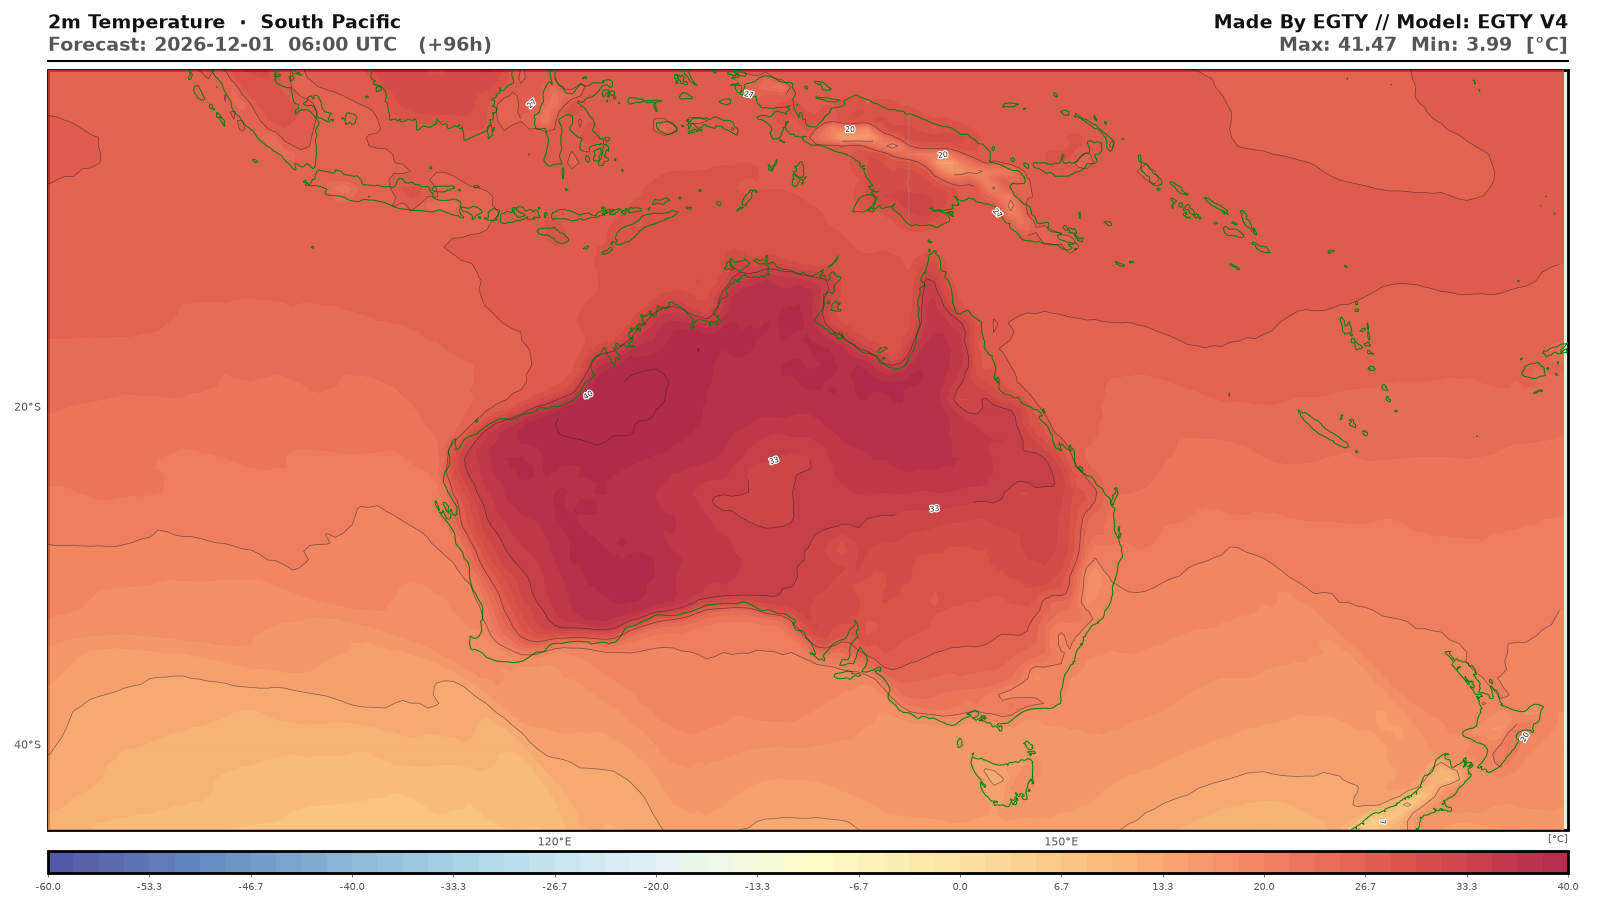 2m Temperature · South Pacific
Made By EGTY // Model: EGTY V4
Forecast: 2026-12-01 06:00 UTC (+96h)
Max: 41.47 Min: 3.99 [°C]
27
27
20
20
27
40
33
33
20
7
20°S
40°S
120°E
150°E
[°C]
-60.0
-53.3
-46.7
-40.0
-33.3
-26.7
-20.0
-13.3
-6.7
0.0
6.7
13.3
20.0
26.7
33.3
40.0